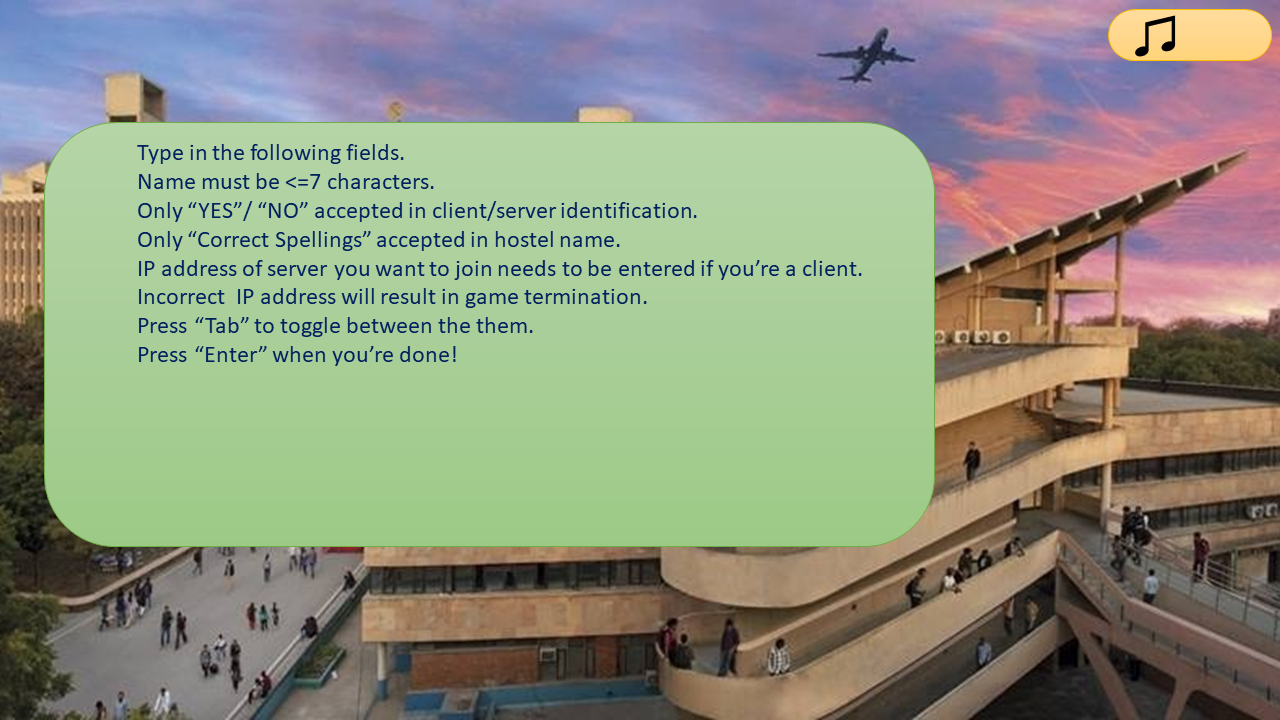 Type in the following fields.
Name must be <=7 characters.
Only “YES”/ “NO” accepted in client/server identification.
Only “Correct Spellings” accepted in hostel name.
IP address of server you want to join needs to be entered if you’re a client.
Incorrect  IP address will result in game termination.
Press “Tab” to toggle between the them.
Press “Enter” when you’re done!